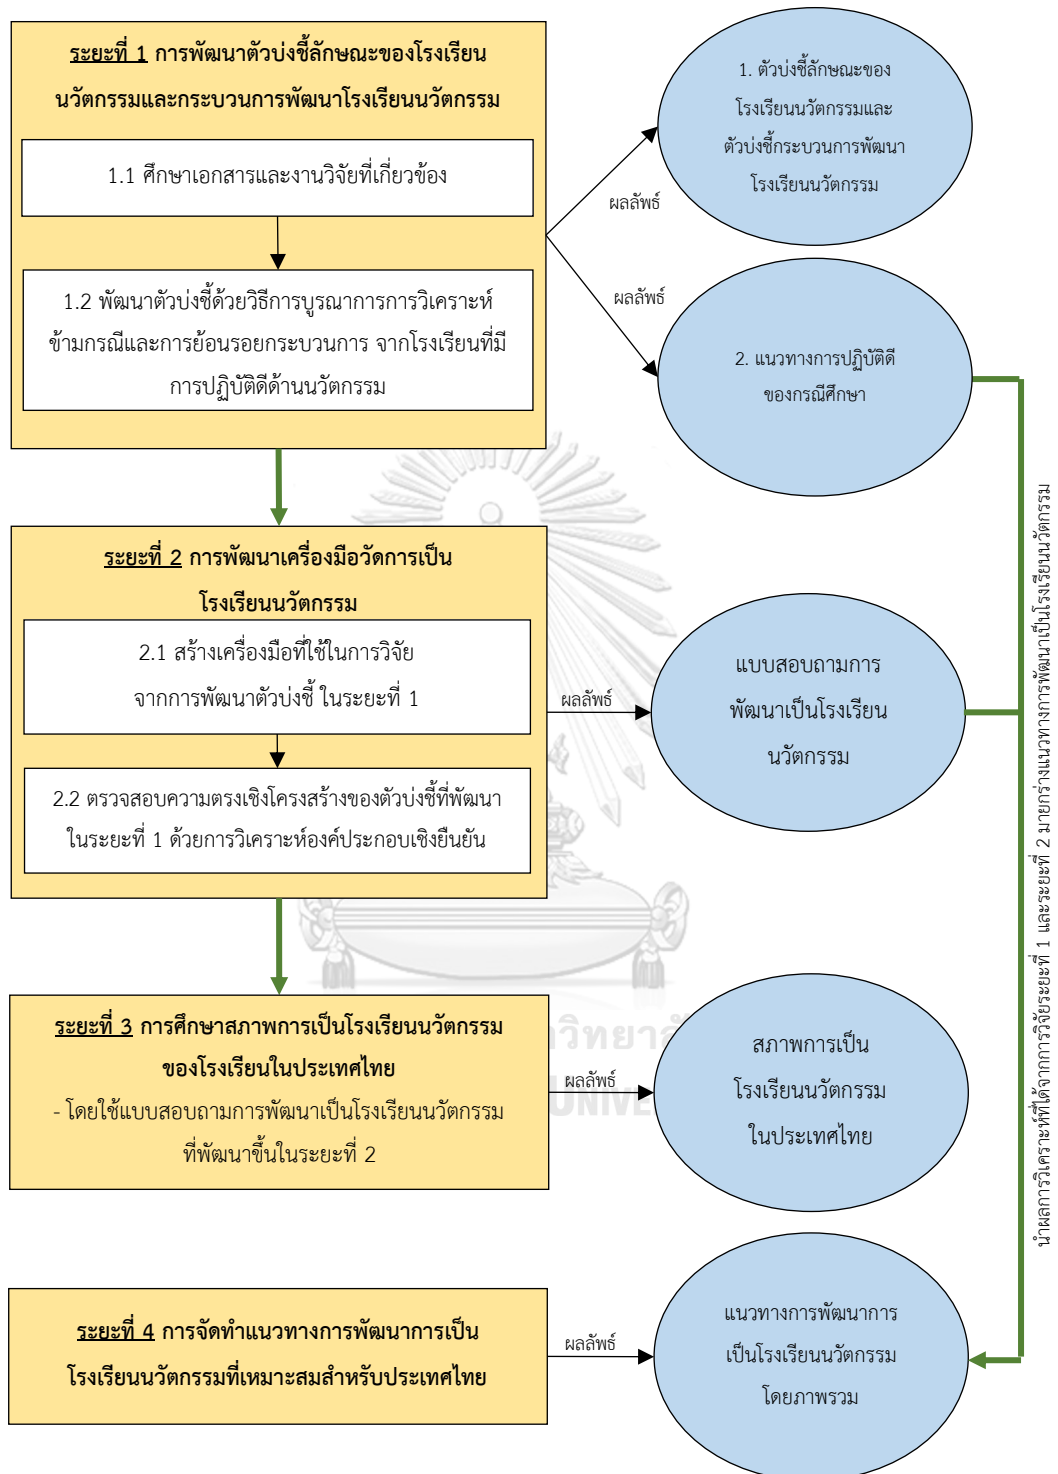 ระยะที่ 1 การพัฒนาตัวบ่งชี้ลักษณะของโรงเรียน
นวัตกรรมและกระบวนการพัฒนาโรงเรียนนวัตกรรม
1.1 ศึกษาเอกสารและงานวิจัยที่เกี่ยวข้อง
1.2 พัฒนาตัวบ่งชี้ด้วยวิธีการบูรณาการการวิเคราะห์
ข้ามกรณีและการย้อนรอยกระบวนการ จากโรงเรียนที่มี
การปฏิบัติดีด้านนวัตกรรม
ผลลัพธ์
1. ตัวบ่งชี้ลักษณะของ
โรงเรียนนวัตกรรมและ
ตัวบ่งชี้กระบวนการพัฒนา
โรงเรียนนวัตกรรม
ผลลัพธ์
2. แนวทางการปฏิบัติดี
ของกรณีศึกษา
ระยะที่ 2 การพัฒนาเครื่องมือวัดการเป็น
โรงเรียนนวัตกรรม
2.1 สร้างเครื่องมือที่ใช้ในการวิจัย
จากการพัฒนาตัวบ่งชี้ ในระยะที่ 1
2.2 ตรวจสอบความตรงเชิงโครงสร้างของตัวบ่งชี้ที่พัฒนา
ในระยะที่ 1 ด้วยการวิเคราะห์องค์ประกอบเชิงยืนยัน
ผลลัพธ์
แบบสอบถามการ
พัฒนาเป็นโรงเรียน
นวัตกรรม
ระยะที่ 3 การศึกษาสภาพการเป็นโรงเรียนนวัตกรรม
ของโรงเรียนในประเทศไทย
- โดยใช้แบบสอบถามการพัฒนาเป็นโรงเรียนนวัตกรรม
ที่พัฒนาขึ้นในระยะที่ 2
ผลลัพธ์
สภาพการเป็น
โรงเรียนนวัตกรรม
ในประเทศไทย
ระยะที่ 4 การจัดทำแนวทางการพัฒนาการเป็น
โรงเรียนนวัตกรรมที่เหมาะสมสำหรับประเทศไทย
ผลลัพธ์
แนวทางการพัฒนาการ
เป็นโรงเรียนนวัตกรรม
โดยภาพรวม
นำผลการวิเคราะห์ที่ได้จากการวิจัยระยะที่ 1 และระยะที่ 2 มายกร่างแนวทางการพัฒนาเป็นโรงเรียนนวัตกรรม